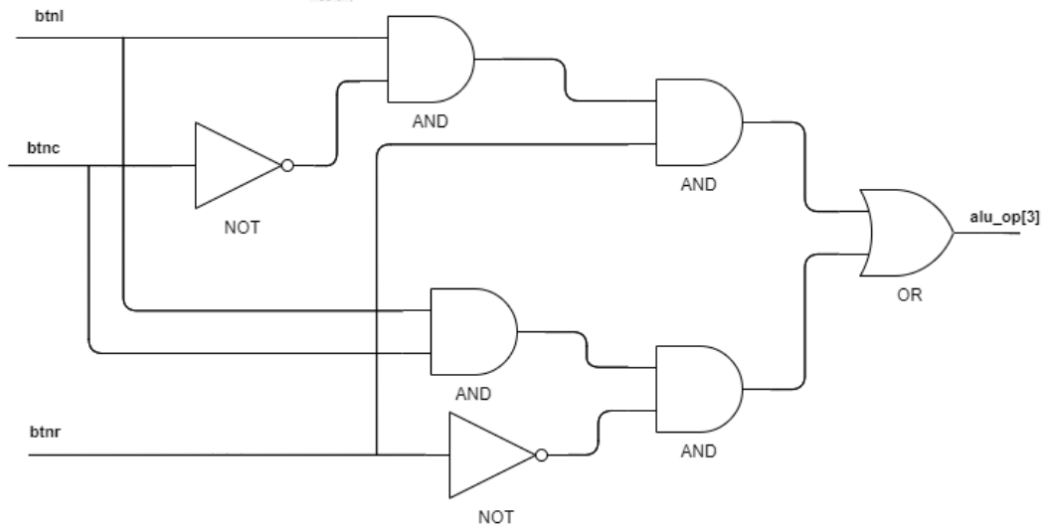 btnl
AND
btnc
NOT
AND
alu_op[3]
OR
AND
btnr
AND
NOT